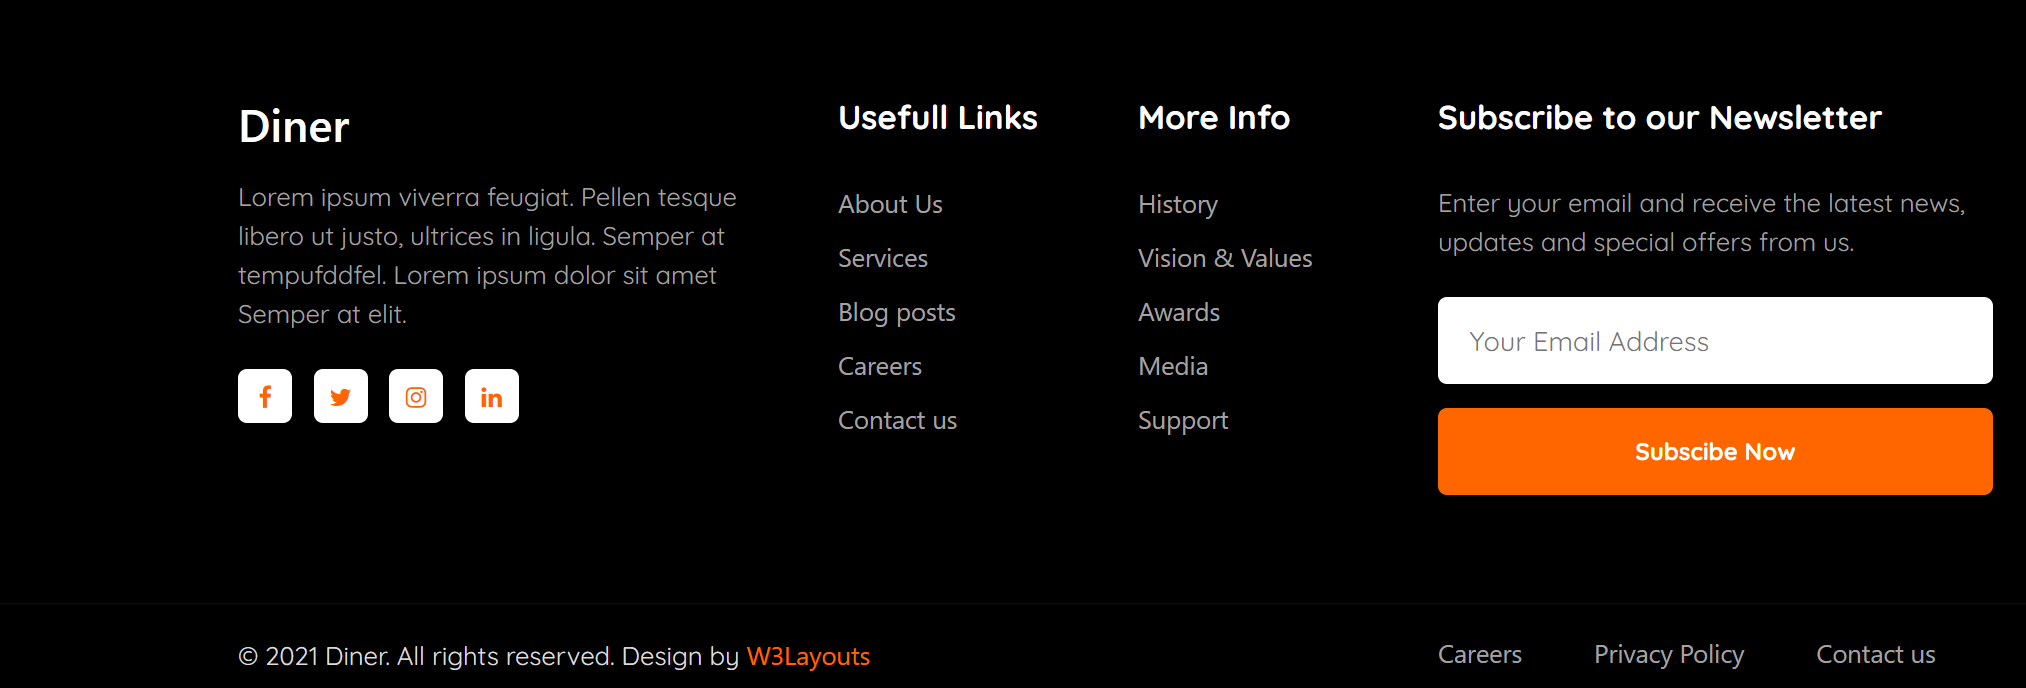 Diner
Lorem ipsum viverra feugiat. Pellen tesque
libero ut justo, ultrices in ligula. Semper at
tempufddfel. Lorem ipsum dolor sit amet
Semper at elit.
Usefull Links
About Us
Services
Blog posts
Careers
Contact us
More Info
History
Vision & Values
Awards
Media
Support
Subscribe to our Newsletter
Enter your email and receive the latest news,
updates and special offers from us.
Your Email Address
Subscibe Now
© 2021 Diner. All rights reserved. Design by W3Layouts
Careers Privacy Policy Contact us